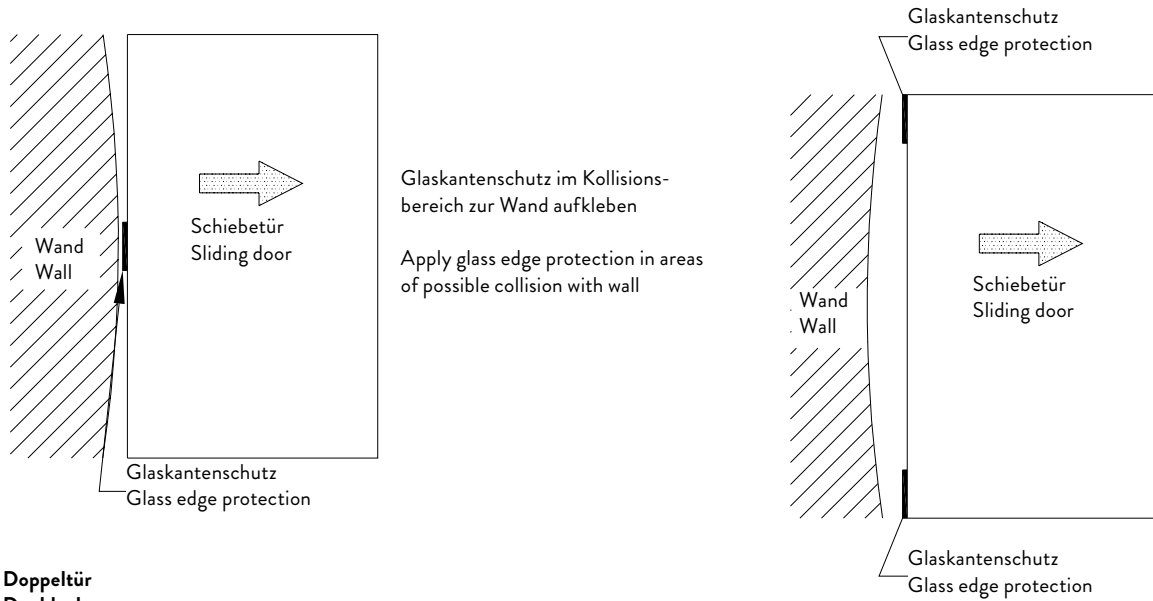 Wand
Wall
Schiebetür
Sliding door
Glaskantenschutz
Glass edge protection
Glaskantenschutz im Kollisions-
bereich zur Wand aufkleben
Apply glass edge protection in areas
of possible collision with wall
Glaskantenschutz
Glass edge protection
Wand
Wall
Schiebetür
Sliding door
Glaskantenschutz
Glass edge protection
Doppeltür